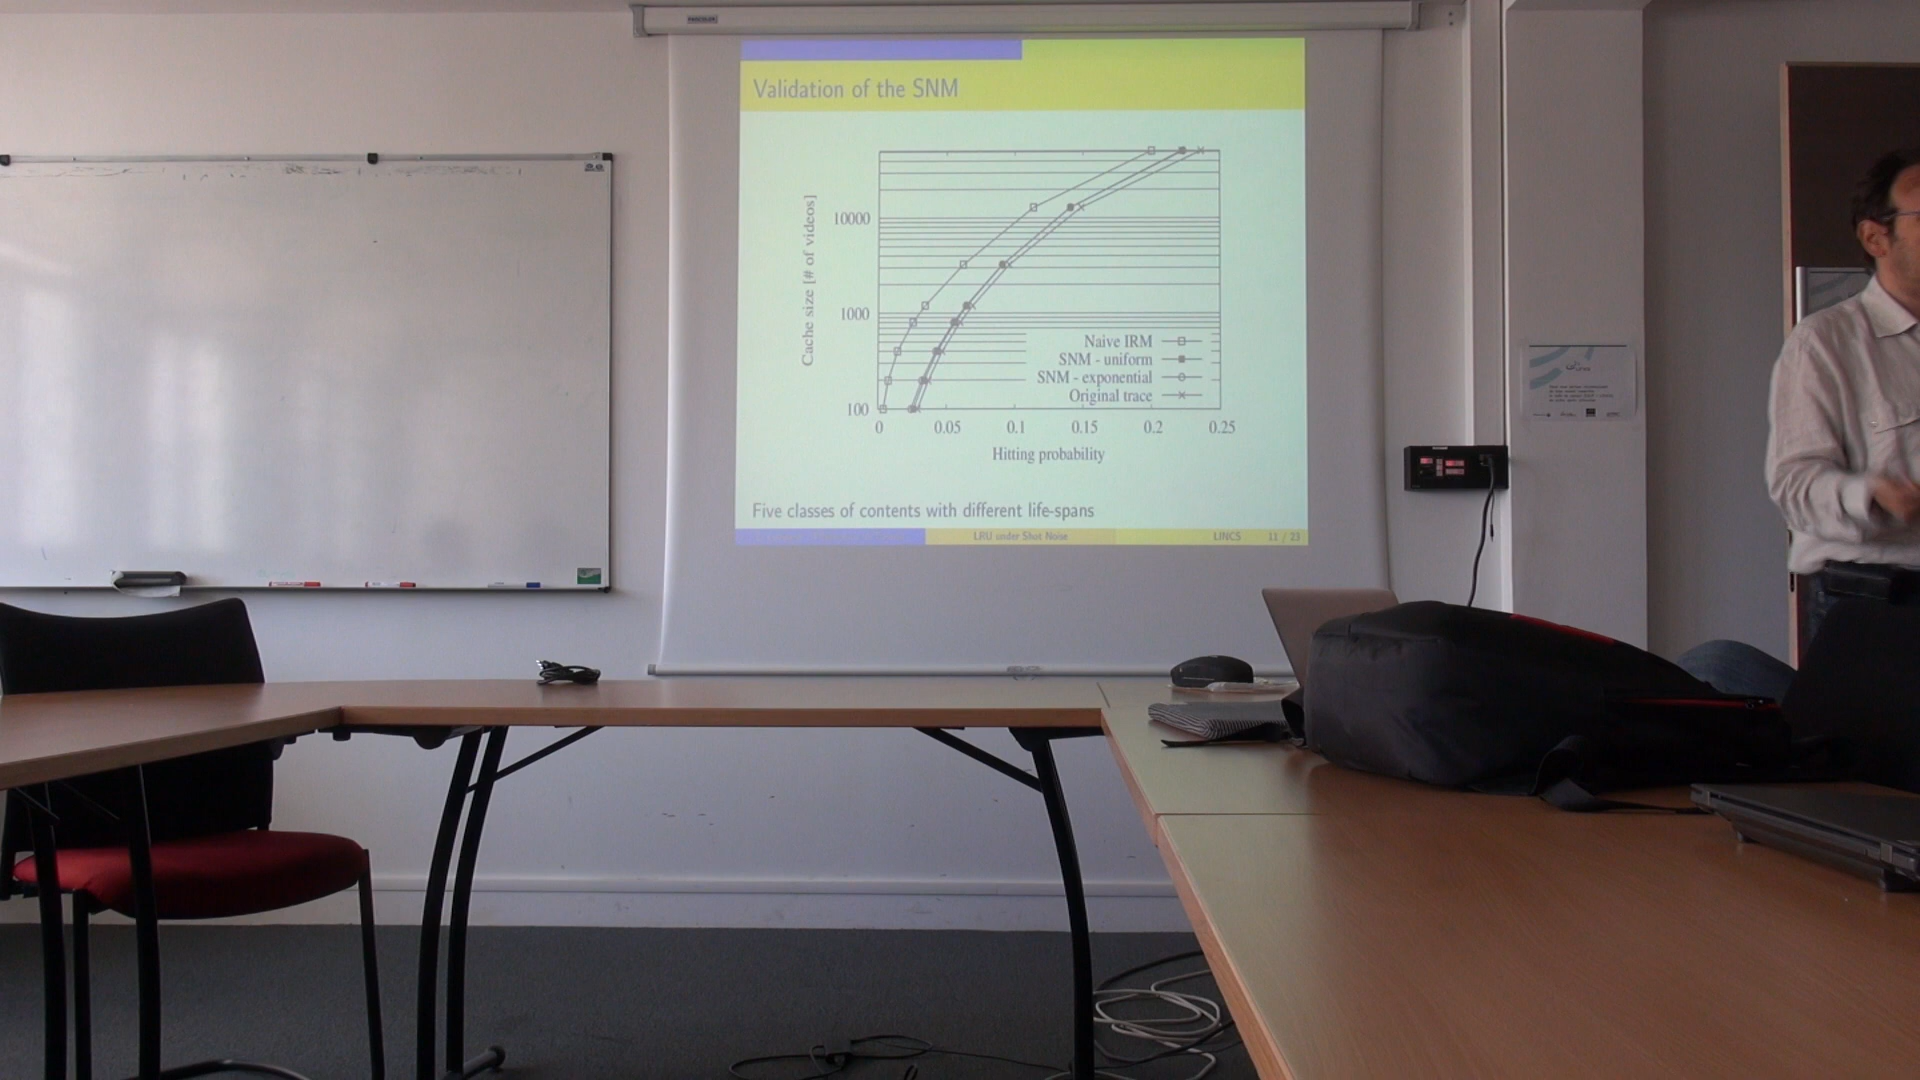 Validation of the SNM
Cache size [# of videos]
10000
1000
100
Naive IRM
SNM - uniform
SNM - exponential
Original trace
0 0.05 0.1 0.15 0.2 0.25
Hitting probability
Five classes of contents with different life-spans
LRU under Shot Noise LINCS 11 / 23